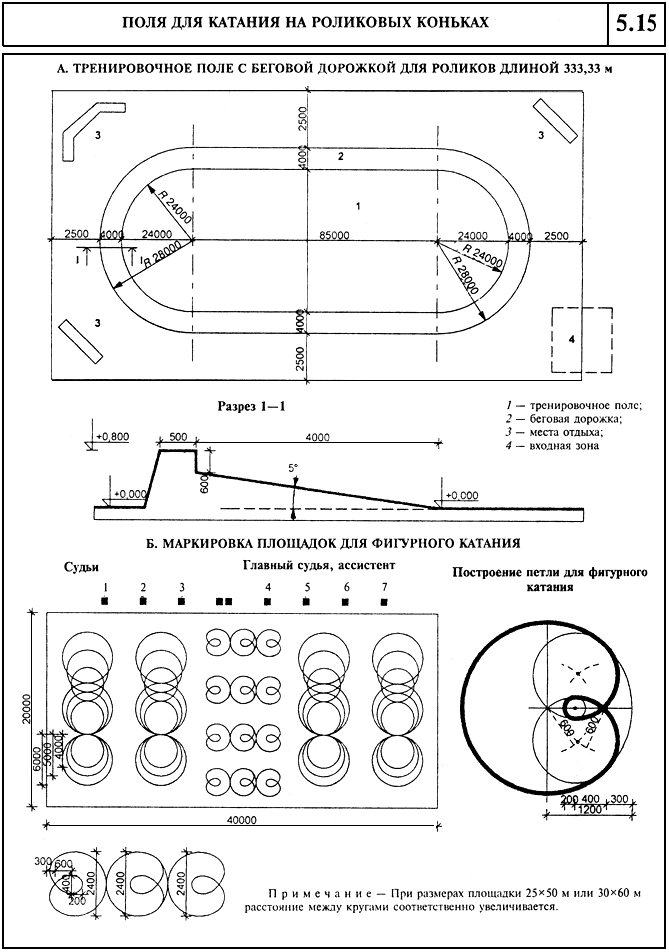 ПОЛЯ ДЛЯ КАТАНИЯ НА РОЛИКОВЫХ КОНЬКАХ
5.15
А. ТРЕНИРОВОЧНОЕ ПОЛЕ С БЕГОВОЙ ДОРОЖКОЙ ДЛЯ РОЛИКОВ ДЛИНОЙ 333,33 м
2500
3
3
4000
2
R 24000
1
2500 4000 24000 85000 24000 4000 2500
1 1
R 28000
R 24000
R 28000
3
4000
4
2500
Разрез 1—1
1 — тренировочное поле;
2 — беговая дорожка;
3 — места отдыха;
4 — входная зона
+0,800
500
4000
600
5°
+0,000
+0,000
Б. МАРКИРОВКА ПЛОЩАДОК ДЛЯ ФИГУРНОГО КАТАНИЯ
Судьи
Главный судья, ассистент
1 2 3 4 5 6 7
Построение петли для фигурного
катания
20000
6000
5000
4000
40000
600
200 400 300
1200
300 600
400
200
2400
2400
2400
Примечание — При размерах площадки 25×50 м или 30×60 м
расстояние между кругами соответственно увеличивается.